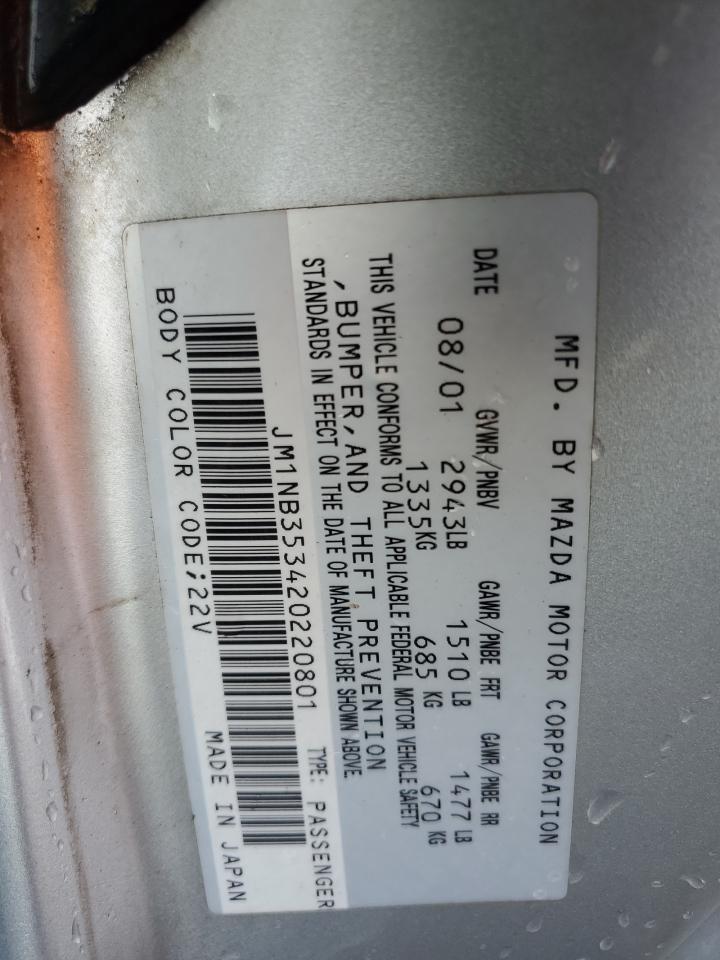 MFD. BY MAZDA MOTOR CORPORATION
DATE GVWR/PNBV GAWR/PNBE FRT GAWR/PNBE RR
08/01 2943LB 1510 LB 1477 LB
1335KG 685 KG 670 KG
THIS VEHICLE CONFORMS TO ALL APPLICABLE FEDERAL MOTOR VEHICLE SAFETY
, BUMPER, AND THEFT PREVENTION
STANDARDS IN EFFECT ON THE DATE OF MANUFACTURE SHOWN ABOVE.
JM1NB353420220801 TYPE: PASSENGER
BODY COLOR CODE;22V MADE IN JAPAN